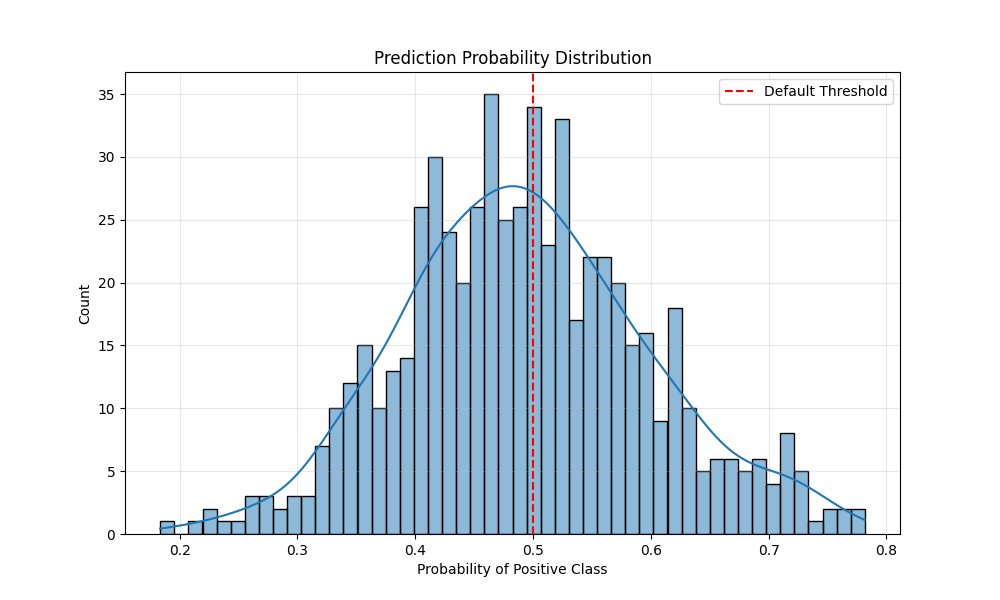 Prediction Probability Distribution
Default Threshold
35
30
25
20
15
10
5
0
Count
0.2 0.3 0.4 0.5 0.6 0.7 0.8
Probability of Positive Class